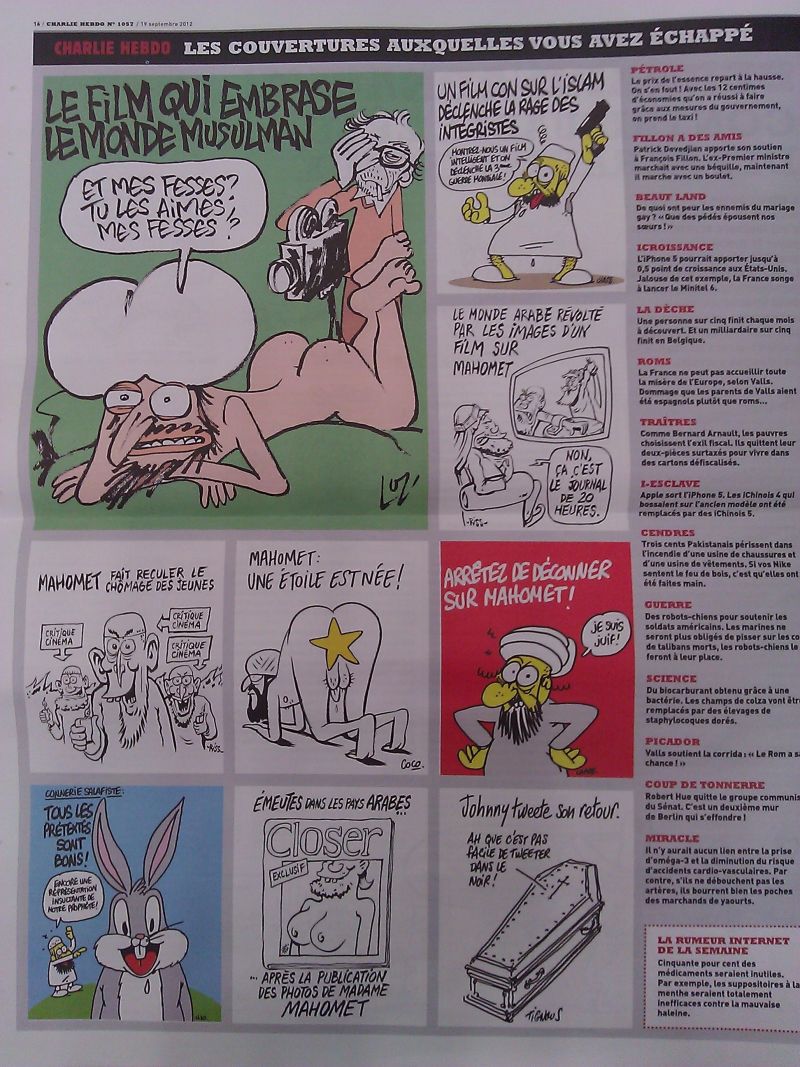 16 / CHARLIE HEBDO N° 1057 / 19 septembre 2012
CHARLIE HEBDO LES COUVERTURES AUXQUELLES VOUS AVEZ ÉCHAPPÉ
LE FILM QUI EMBRASE
LE MONDE MUSULMAN
ET MES FESSES?
TU LES AIMES,
MES FESSES?
LUZ
UN FILM CON SUR L'ISLAM
DÉCLENCHE LA RAGE DES
INTÉGRISTES
MONTREZ-NOUS UN FILM
INTELLIGENT ET ON
DÉCLENCHE LA 3ème
GUERRE MONDIALE!
CHARB
LE MONDE ARABE RÉVOLTÉ
PAR LES IMAGES D'UN
FILM SUR
MAHOMET
NON,
ÇA C'EST
LE JOURNAL
DE 20
HEURES.
-RISS-
MAHOMET FAIT RECULER LE
CHÔMAGE DES JEUNES
CRITIQUE
CINÉMA
CRITIQUE
CINÉMA
CRITIQUE
CINÉMA
-RISS-
MAHOMET:
UNE ÉTOILE EST NÉE!
COCO.
ARRÊTEZ DE DÉCONNER
SUR MAHOMET!
JE SUIS
JUIF!
CHARB
CONNERIE SALAFISTE:
TOUS LES
PRÉTEXTES
SONT
BONS!
ENCORE UNE
REPRÉSENTATION
INSULTANTE DE
NOTRE PROPHÈTE!
ÉMEUTES DANS LES PAYS ARABES
...
Closer
EXCLUSIF
... APRÈS LA PUBLICATION
DES PHOTOS DE MADAME
MAHOMET
Johnny tweete son retour.
AH QUE C'EST PAS
FACILE DE TWEETER
DANS LE
NOIR!
TIGNOUS
PÉTROLE
Le prix de l'essence repart à la hausse.
On s'en fout! Avec les 12 centimes
d'économies qu'on a réussi à faire
grâce aux mesures du gouvernement,
on prend le taxi!
FILLON A DES AMIS
Patrick Devedjian apporte son soutien
à François Fillon. L'ex-Premier ministre
marchait avec une béquille, maintenant
il marche avec un boulet.
BEAUF LAND
De quoi ont peur les ennemis du mariage
gay? « Que des pédés épousent nos
sœurs! »
ICROISSANCE
L'iPhone 5 pourrait apporter jusqu'à
0,5 point de croissance aux États-Unis.
Jalouse de cet exemple, la France songe
à lancer le Minitel 6.
LA DÈCHE
Une personne sur cinq finit chaque mois
à découvert. Et un milliardaire sur cinq
finit en Belgique.
ROMS
La France ne peut pas accueillir toute
la misère de l'Europe, selon Valls.
Dommage que les parents de Valls aient
été espagnols plutôt que roms...
TRAÎTRES
Comme Bernard Arnault, les pauvres
choisissent l'exil fiscal. Ils quittent leur
deux-pièces surtaxés pour vivre dans
des cartons défiscalisés.
I-ESCLAVE
Apple sort l'iPhone 5. Les iChinois 4 qui
bossaient sur l'ancien modèle ont été
remplacés par des iChinois 5.
CENDRES
Trois cents Pakistanais périssent dans
l'incendie d'une usine de chaussures et
d'une usine de vêtements. Si vos Nike
sentent le feu de bois, c'est qu'elles ont
été faites main.
GUERRE
Des robots-chiens pour soutenir les
soldats américains. Les marines ne
seront plus obligés de pisser sur les co
de talibans morts, les robots-chiens le
feront à leur place.
SCIENCE
Du biocarburant obtenu grâce à une
bactérie. Les champs de colza vont être
remplacés par des élevages de
staphylocoques dorés.
PICADOR
Valls soutient la corrida: « Le Rom a sa
chance! »
COUP DE TONNERRE
Robert Hue quitte le groupe communis
du Sénat. C'est un deuxième mur
de Berlin qui s'effondre!
MIRACLE
Il n'y aurait aucun lien entre la prise
d'oméga-3 et la diminution du risque
d'accidents cardio-vasculaires. Par
contre, s'ils ne débouchent pas les
artères, ils bourrent bien les poches
des marchands de yaourts.
LA RUMEUR INTERNET
DE LA SEMAINE
Cinquante pour cent des
médicaments seraient inutiles.
Par exemple, les suppositoires à la
menthe seraient totalement
inefficaces contre la mauvaise
haleine.